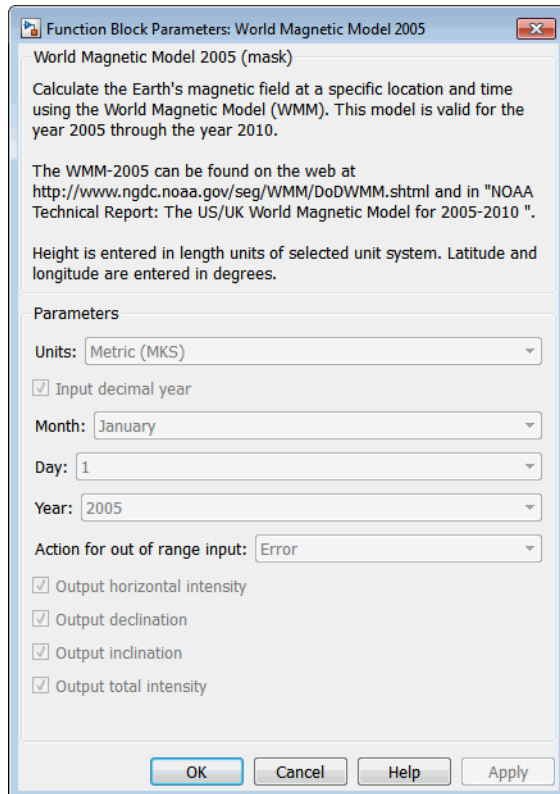 Function Block Parameters: World Magnetic Model 2005
World Magnetic Model 2005 (mask)
Calculate the Earth's magnetic field at a specific location and time
using the World Magnetic Model (WMM). This model is valid for the
year 2005 through the year 2010.
The WMM-2005 can be found on the web at
http://www.ngdc.noaa.gov/seg/WMM/DoDWMM.shtml and in "NOAA
Technical Report: The US/UK World Magnetic Model for 2005-2010 ".
Height is entered in length units of selected unit system. Latitude and
longitude are entered in degrees.
Parameters
Units: Metric (MKS)
Input decimal year
Month: January
Day: 1
Year: 2005
Action for out of range input: Error
Output horizontal intensity
Output declination
Output inclination
Output total intensity
OK Cancel Help Apply